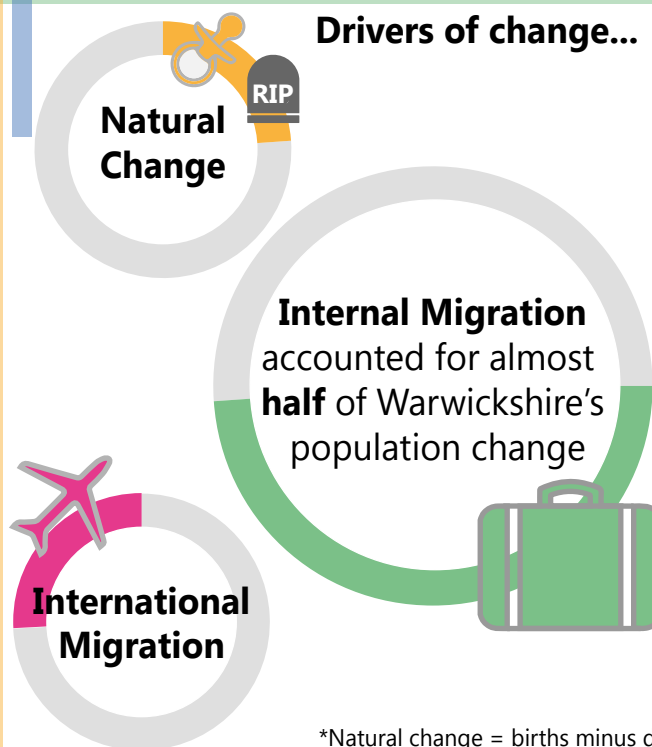 Drivers of change...
RIP
Natural
Change
Internal Migration
accounted for almost
half of Warwickshire's
population change
International
Migration
*Natural change = births minus